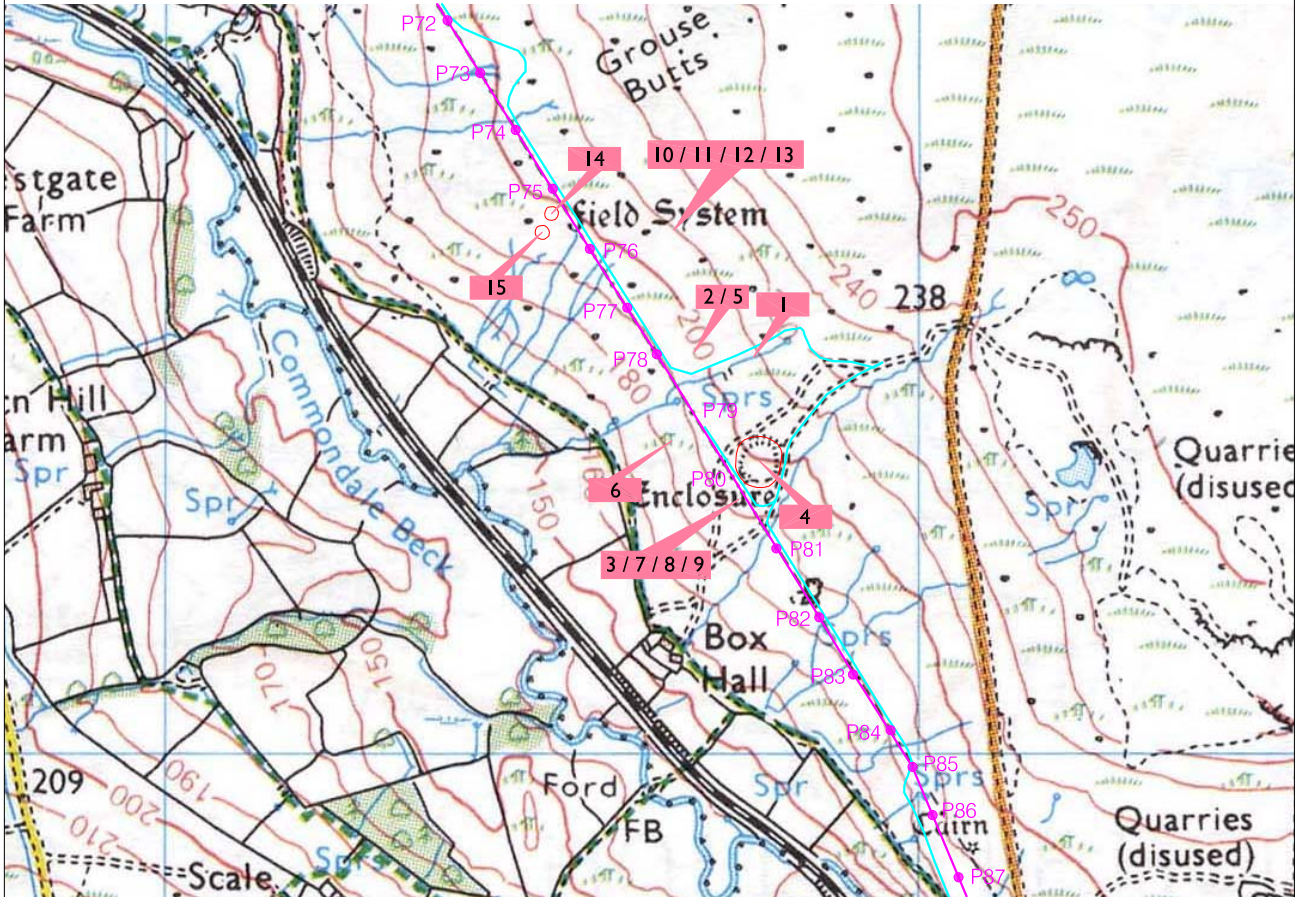 P72
Grouse
Butts
P73
P74
14
10 / 11 / 12 / 13
stgate
Farm
P75
field System
250
P76
15
240
238
2 / 5
1
P77
200
P78
Commondale Beck
180
Sprs
P79
n Hill
arm
Spr
Quarrie
(disused
P80
6
Enclosure
150
Spr
Spr
4
P81
3 / 7 / 8 / 9
P82
Sprs
Box
Hall
P83
170
150
P84
P85
Sprs
209
190
200
210
Ford
Spr
P86
Cairn
FB
Quarries
(disused)
Sprs
Scale
P87